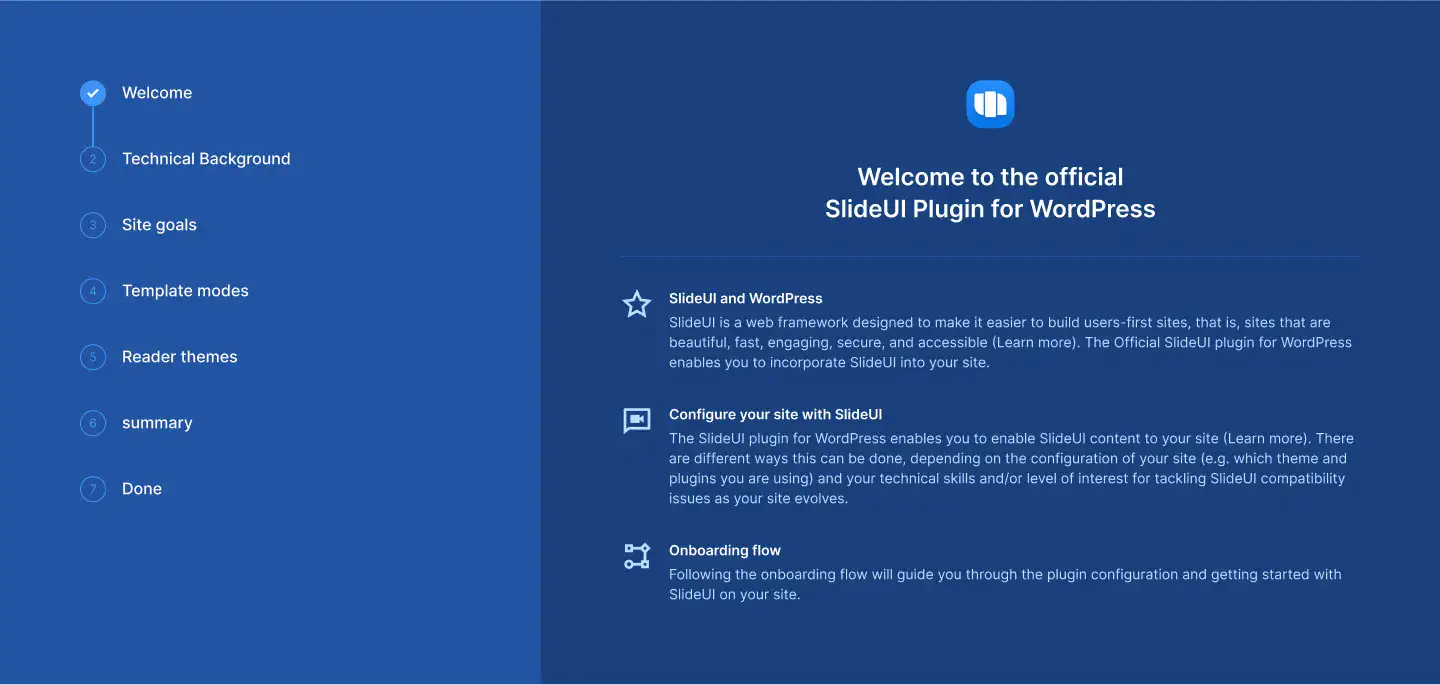 Welcome
2
Technical Background
3
Site goals
4
Template modes
5
Reader themes
6
summary
7
Done
Welcome to the official
SlideUI Plugin for WordPress
SlideUI and WordPress
SlideUI is a web framework designed to make it easier to build users-first sites, that is, sites that are
beautiful, fast, engaging, secure, and accessible (Learn more). The Official SlideUI plugin for WordPress
enables you to incorporate SlideUI into your site.
Configure your site with SlideUI
The SlideUI plugin for WordPress enables you to enable SlideUI content to your site (Learn more). There
are different ways this can be done, depending on the configuration of your site (e.g. which theme and
plugins you are using) and your technical skills and/or level of interest for tackling SlideUI compatibility
issues as your site evolves.
Onboarding flow
Following the onboarding flow will guide you through the plugin configuration and getting started with
SlideUI on your site.